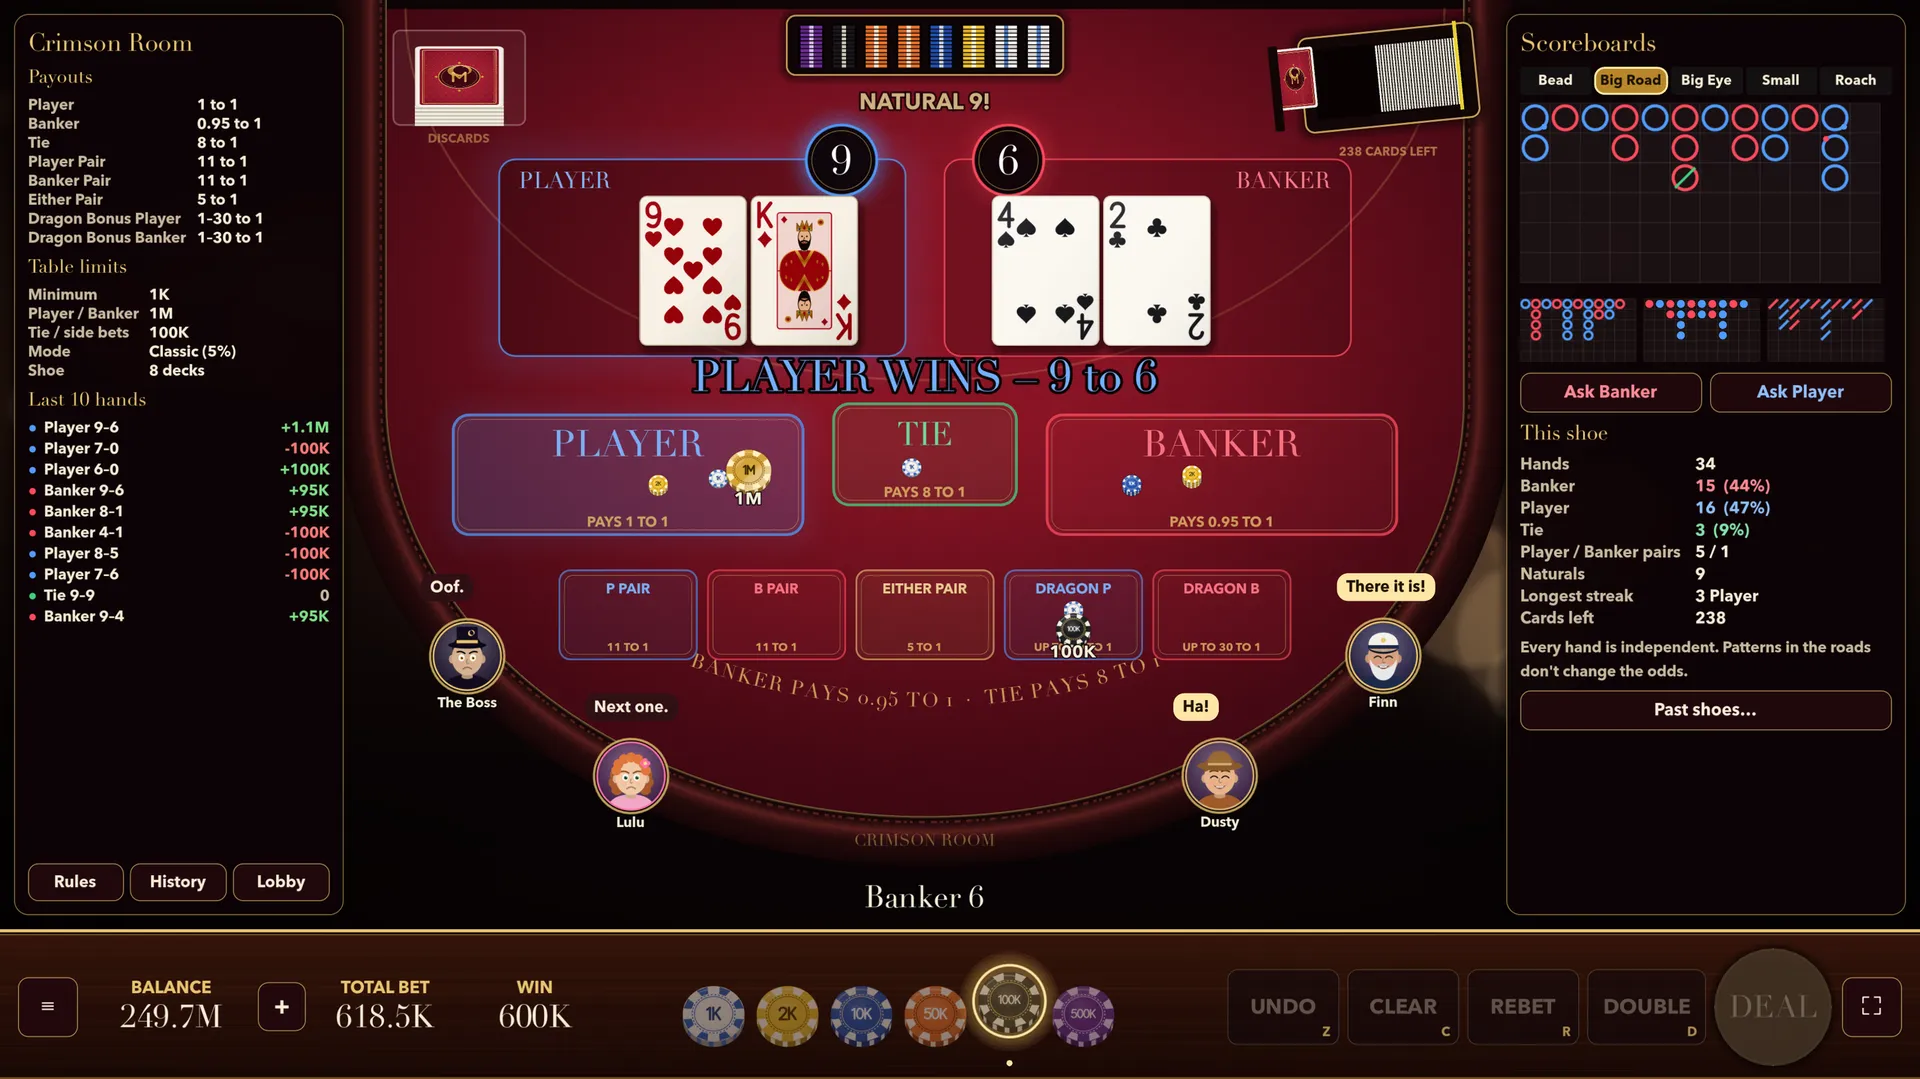 Crimson Room
Payouts
Player 1 to 1
Banker 0.95 to 1
Tie 8 to 1
Player Pair 11 to 1
Banker Pair 11 to 1
Either Pair 5 to 1
Dragon Bonus Player 1-30 to 1
Dragon Bonus Banker 1-30 to 1
Table limits
Minimum 1K
Player / Banker 1M
Tie / side bets 100K
Mode Classic (5%)
Shoe 8 decks
Last 10 hands
Player 9-6 +1.1M
Player 7-0 -100K
Player 6-0 +100K
Banker 9-6 +95K
Banker 8-1 +95K
Banker 4-1 -100K
Player 8-5 -100K
Player 7-6 -100K
Tie 9-9 0
Banker 9-4 +95K
Rules History Lobby
DISCARDS
NATURAL 9!
238 CARDS LEFT
PLAYER 9
6 BANKER
9 K 4 2
9 K 4 2
PLAYER WINS – 9 to 6
PLAYER
1M
1M
PAYS 1 TO 1
TIE
PAYS 8 TO 1
BANKER
PAYS 0.95 TO 1
P PAIR
11 TO 1
B PAIR
11 TO 1
EITHER PAIR
5 TO 1
DRAGON P
100K
100K
DRAGON B
UP TO 30 TO 1
BANKER PAYS 0.95 TO 1 · TIE PAYS 8 TO 1
Oof.
The Boss
Next one.
Lulu
Ha!
Dusty
There it is!
Finn
CRIMSON ROOM
Banker 6
Scoreboards
Bead Big Road Big Eye Small Roach
Ask Banker Ask Player
This shoe
Hands 34
Banker 15 (44%)
Player 16 (47%)
Tie 3 (9%)
Player / Banker pairs 5 / 1
Naturals 9
Longest streak 3 Player
Cards left 238
Every hand is independent. Patterns in the roads
don't change the odds.
Past shoes...
BALANCE
249.7M
+
TOTAL BET
618.5K
WIN
600K
1K 2K 10K 50K 100K 500K
UNDO Z
CLEAR C
REBET R
DOUBLE D
DEAL